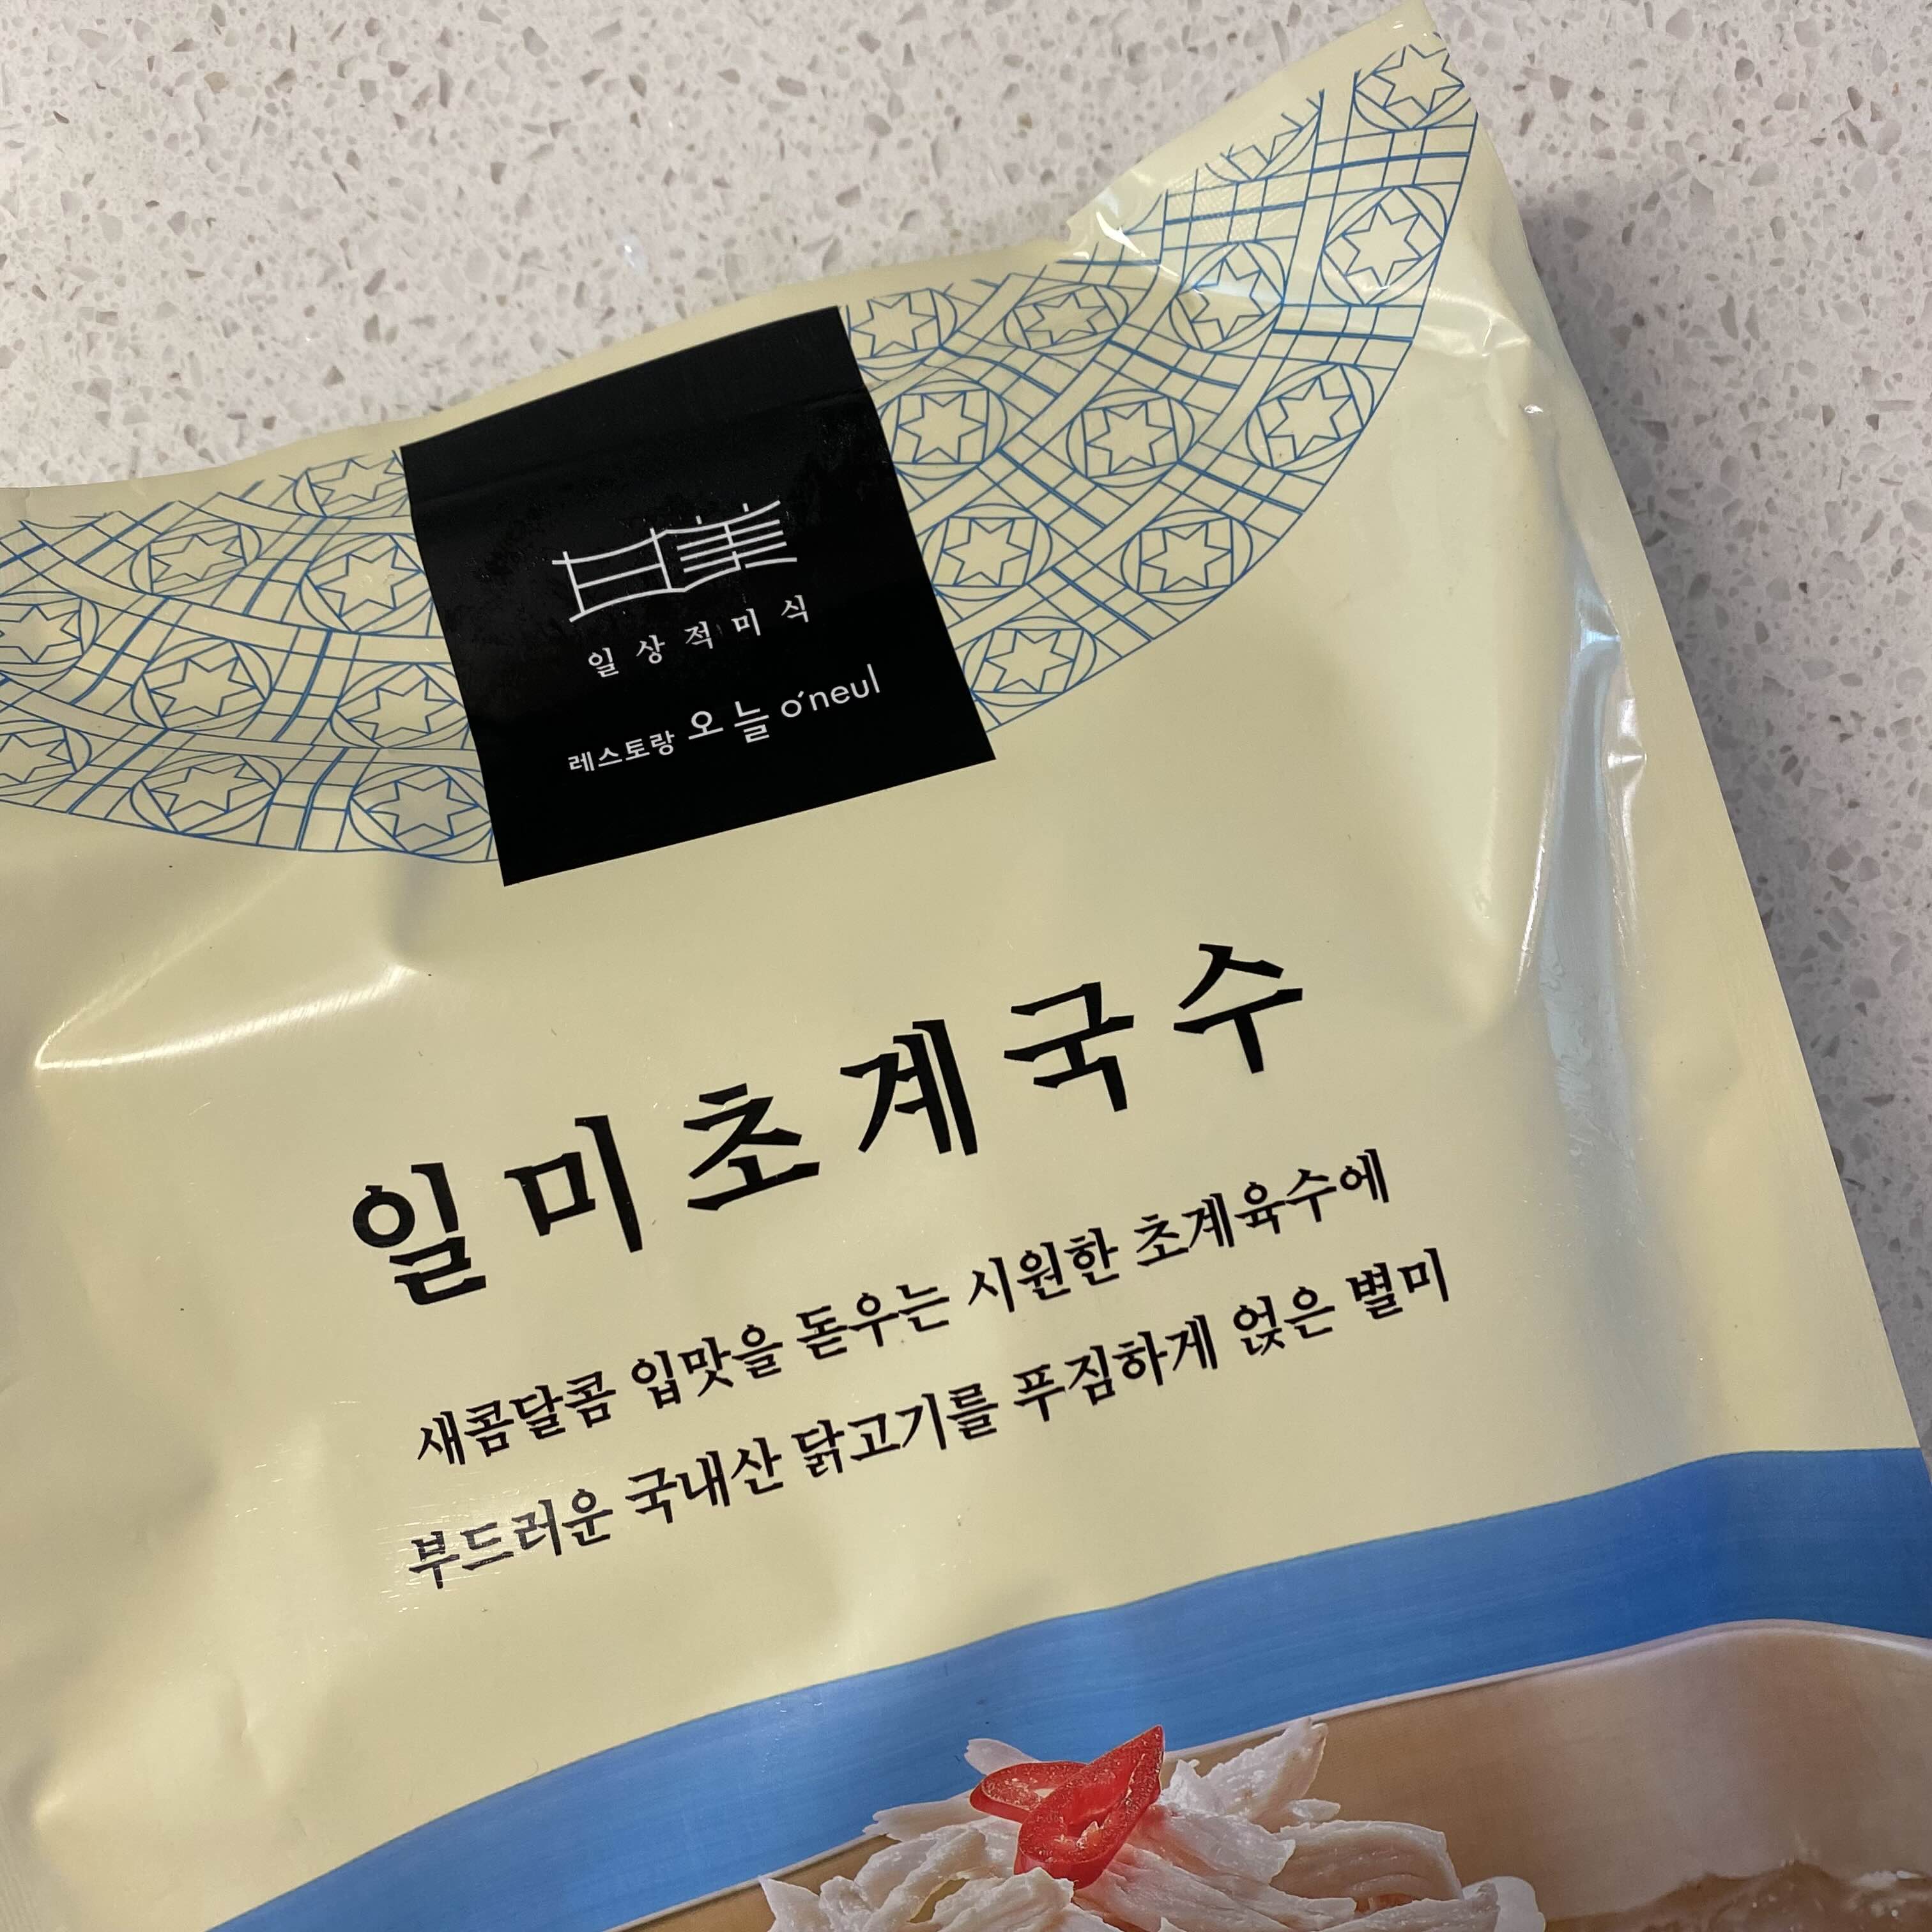 日美
일상적미식
레스토랑 오늘 o'neul
일미초계국수
새콤달콤 입맛을 돋우는 시원한 초계육수에
부드러운 국내산 닭고기를 푸짐하게 얹은 별미